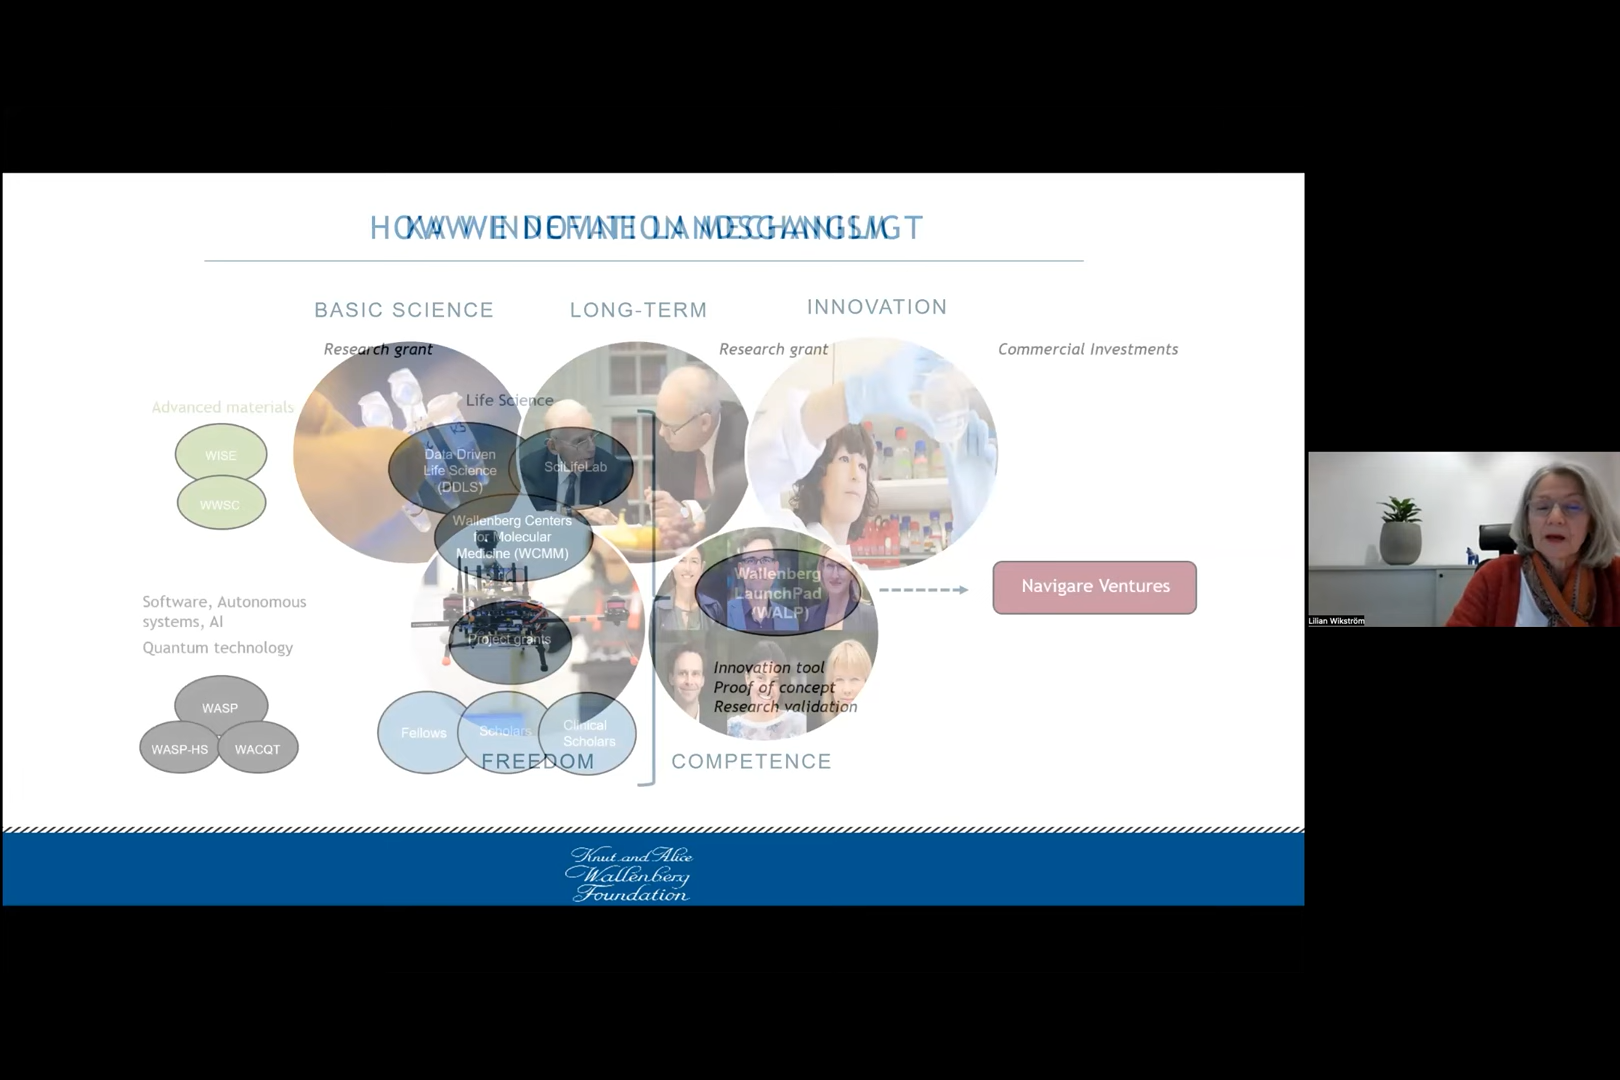 BASIC SCIENCE
LONG-TERM
INNOVATION
Research grant
Research grant
Commercial Investments
Life Science
Advanced materials
WISE
WWSC
Data Driven
Life Science
(DDLS)
SciLifeLab
Wallenberg Centers
for Molecular
Medicine (WCMM)
Wallenberg
LaunchPad
(WALP)
Navigare Ventures
Software, Autonomous
systems, AI
Quantum technology
Project grants
Innovation tool
Proof of concept
Research validation
WASP
WASP-HS
WACQT
Fellows
Scholars
Clinical
Scholars
FREEDOM
COMPETENCE
Knut and Alice
Wallenberg
Foundation
Lilian Wikström